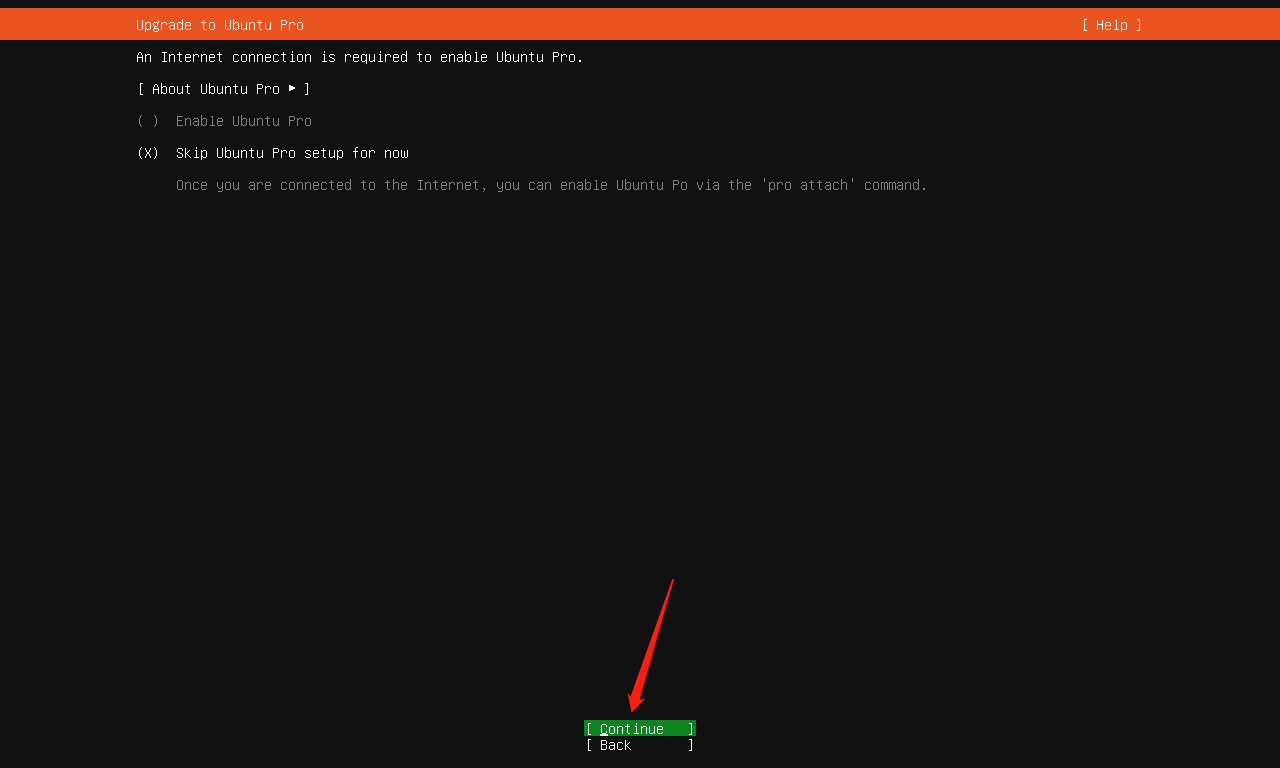 Upgrade to Ubuntu Pro [ Help ]
An Internet connection is required to enable Ubuntu Pro.
[ About Ubuntu Pro ▸ ]
( ) Enable Ubuntu Pro
(X) Skip Ubuntu Pro setup for now
Once you are connected to the Internet, you can enable Ubuntu Po via the 'pro attach' command.
[ Continue ]
[ Back ]